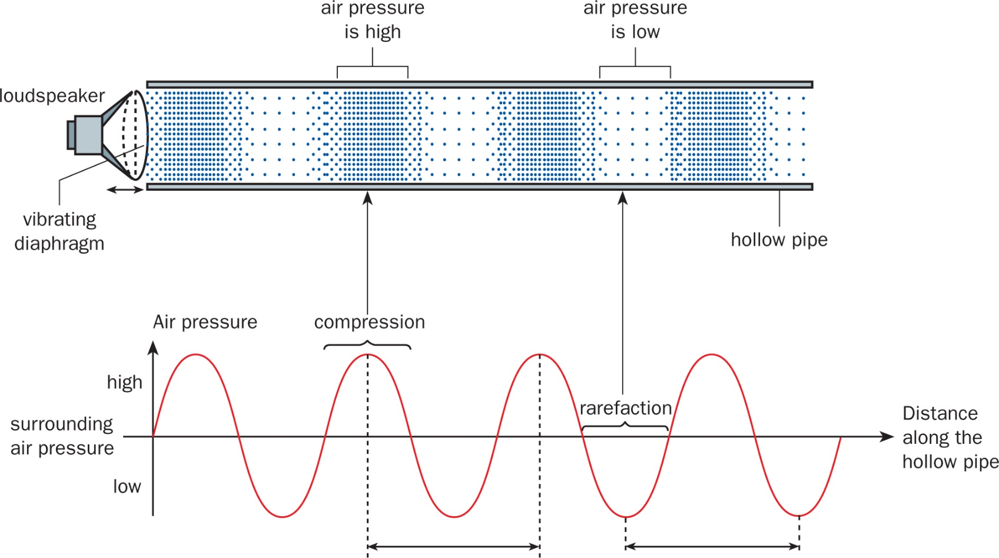 air pressure
is high
air pressure
is low
loudspeaker
vibrating
diaphragm
hollow pipe
Air pressure
compression
high
rarefaction
surrounding
air pressure
Distance
along the
hollow pipe
low